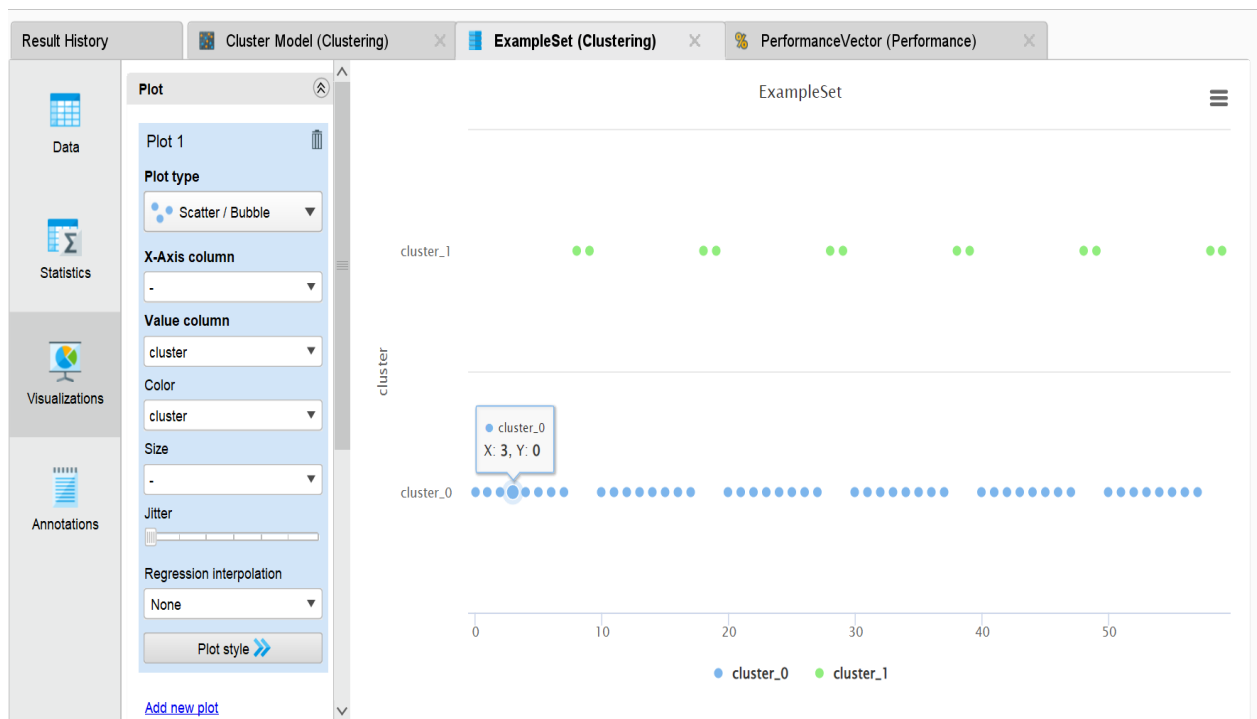 Result History
Cluster Model (Clustering)
ExampleSet (Clustering)
PerformanceVector (Performance)
Data
Statistics
Visualizations
Annotations
Plot
Plot 1
Plot type
Scatter / Bubble
X-Axis column
-
Value column
cluster
Color
cluster
Size
-
Jitter
Regression interpolation
None
Plot style
Add new plot
ExampleSet
cluster_1
cluster
cluster_0
X: 3, Y: 0
cluster_0
0 10 20 30 40 50
cluster_0 cluster_1